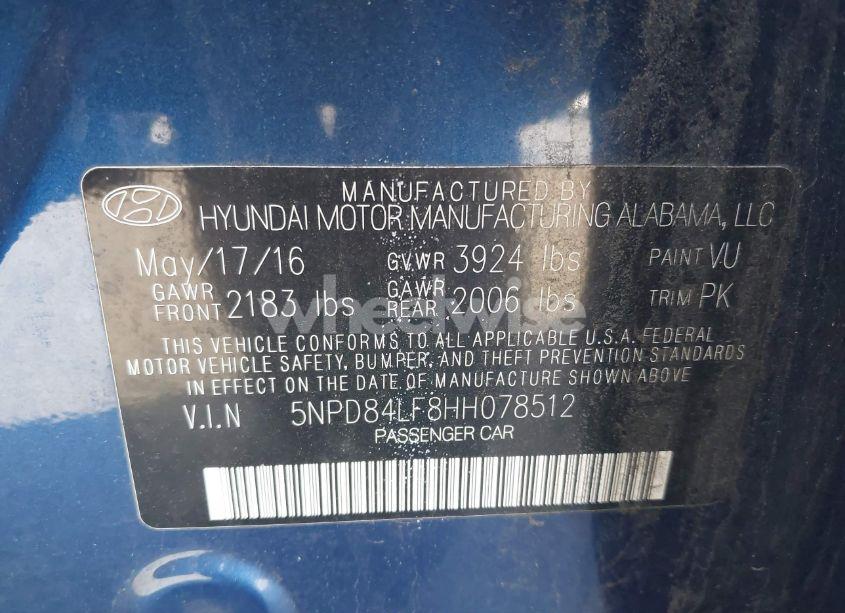 MANUFACTURED BY
HYUNDAI MOTOR MANUFACTURING ALABAMA, LLC
May/17/16 GVWR 3924 lbs PAINT VU
GAWR FRONT 2183 lbs GAWR REAR 2006 lbs TRIM PK
wheelwise
THIS VEHICLE CONFORMS TO ALL APPLICABLE U.S.A. FEDERAL
MOTOR VEHICLE SAFETY, BUMPER, AND THEFT PREVENTION STANDARDS
IN EFFECT ON THE DATE OF MANUFACTURE SHOWN ABOVE
V.I.N 5NPD84LF8HH078512
PASSENGER CAR